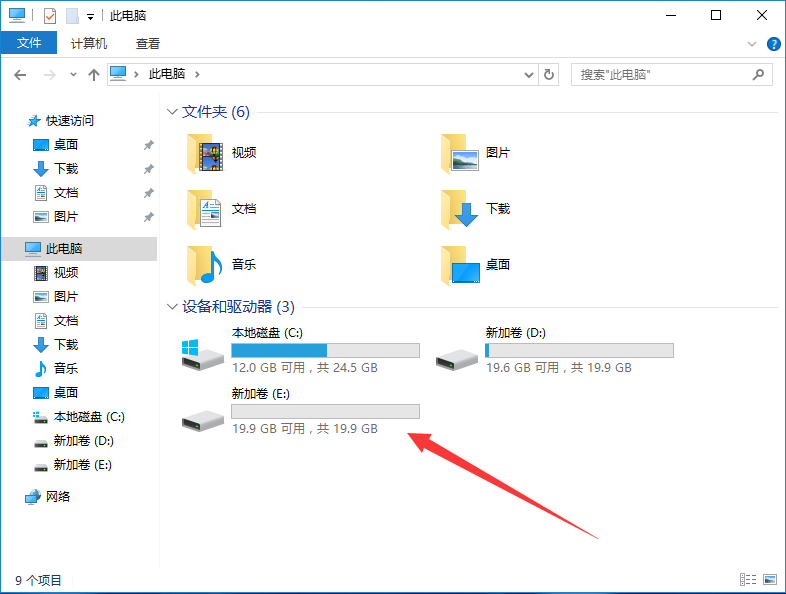 此电脑
文件 计算机 查看
此电脑
搜索"此电脑"
快速访问
桌面
下载
文档
图片
此电脑
视频
图片
文档
下载
音乐
桌面
本地磁盘 (C:)
新加卷 (D:)
新加卷 (E:)
网络
文件夹 (6)
视频
图片
文档
下载
音乐
桌面
设备和驱动器 (3)
本地磁盘 (C:)
12.0 GB 可用，共 24.5 GB
新加卷 (D:)
19.6 GB 可用，共 19.9 GB
新加卷 (E:)
19.9 GB 可用，共 19.9 GB
9 个项目